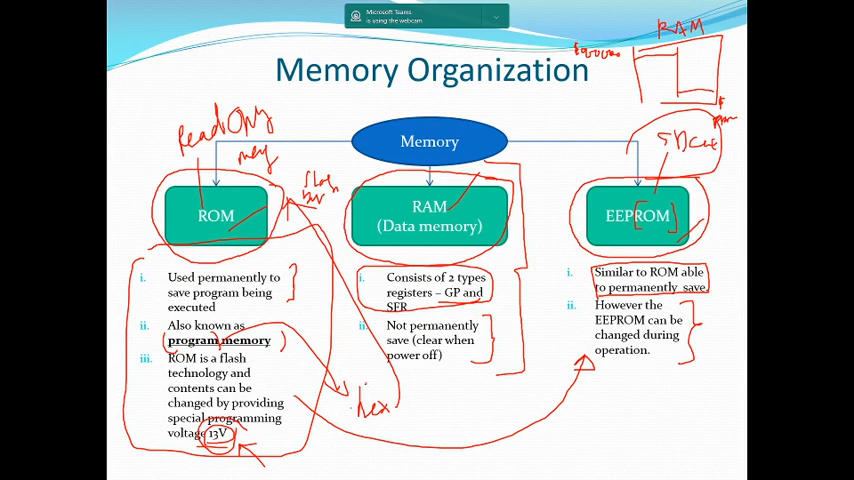 Microsoft Teams
is using the webcam
RAM
Memory Organization
Read Only
Memory
ROM
RAM
(Data memory)
EEPROM
i. Used permanently to
save program being
executed
ii. Also known as
program memory
iii. ROM is a flash
technology and
contents can be
changed by providing
special programming
voltage 13V
i. Consists of 2 types
registers – GP and
SFR
ii. Not permanently
save (clear when
power off)
.hex
i. Similar to ROM able
to permanently save.
ii. However the
EEPROM can be
changed during
operation.